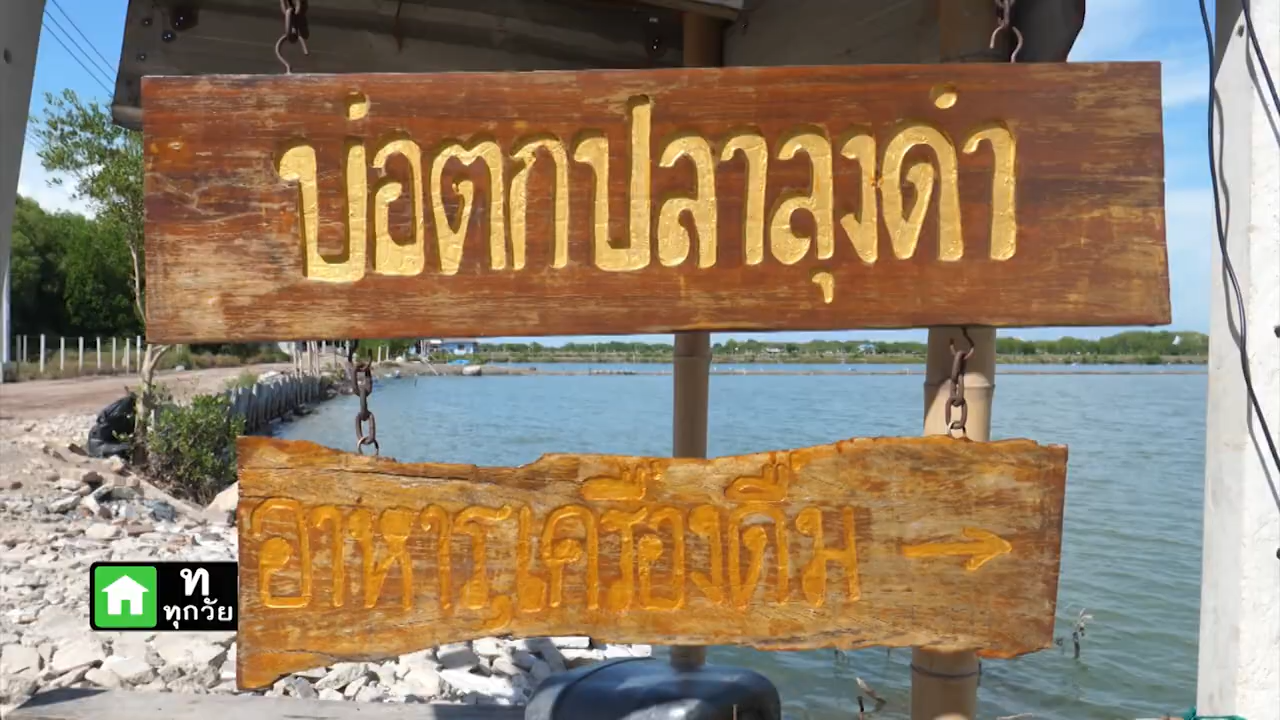 บ่อตกปลาลุงดำ
อาหาร,เครื่องดื่ม →
ท
ทุกวัย